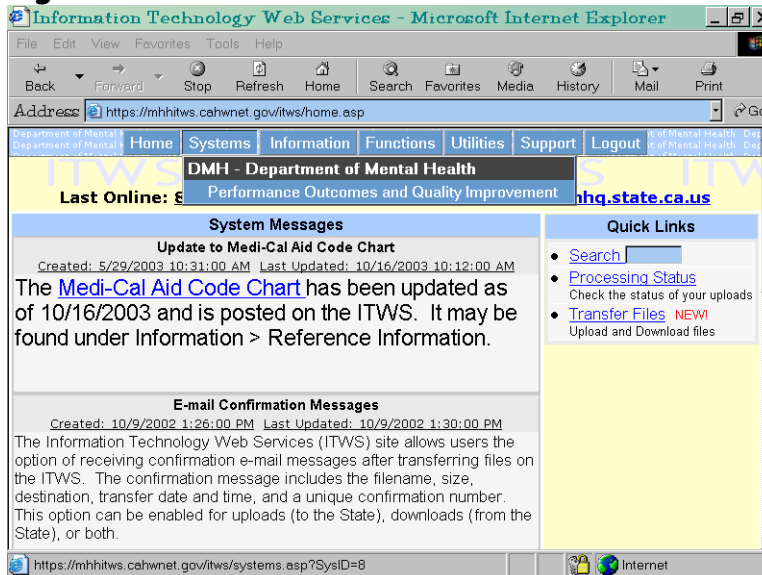 Information Technology Web Services - Microsoft Internet Explorer
File Edit View Favorites Tools Help
Back Forward Stop Refresh Home Search Favorites Media History Mail Print
Address https://mhhitws.cahwnet.gov/itws/home.asp Go
Home Systems Information Functions Utilities Support Logout
DMH - Department of Mental Health
Performance Outcomes and Quality Improvement
ITWS
Last Online: 8 hq.state.ca.us
System Messages
Update to Medi-Cal Aid Code Chart
Created: 5/29/2003 10:31:00 AM Last Updated: 10/16/2003 10:12:00 AM
The Medi-Cal Aid Code Chart has been updated as
of 10/16/2003 and is posted on the ITWS. It may be
found under Information > Reference Information.
E-mail Confirmation Messages
Created: 10/9/2002 1:26:00 PM Last Updated: 10/9/2002 1:30:00 PM
The Information Technology Web Services (ITWS) site allows users the
option of receiving confirmation e-mail messages after transferring files on
the ITWS. The confirmation message includes the filename, size,
destination, transfer date and time, and a unique confirmation number.
This option can be enabled for uploads (to the State), downloads (from the
State), or both.
Quick Links
Search
Processing Status
Check the status of your uploads
Transfer Files NEW!
Upload and Download files
https://mhhitws.cahwnet.gov/itws/systems.asp?SysID=8 Internet